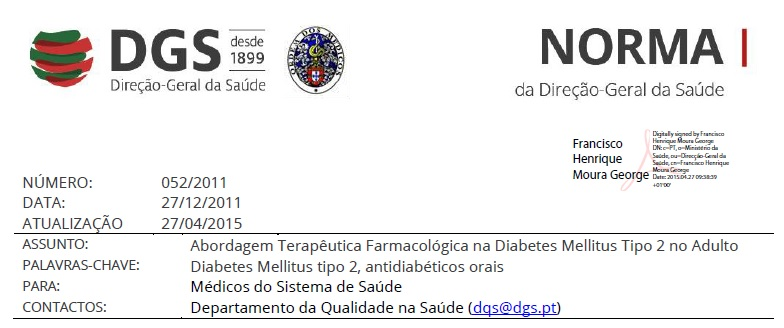 DGS desde 1899
Direção-Geral da Saúde
ORDEM DOS MÉDICOS
NORMA
da Direção-Geral da Saúde
Francisco
Henrique
Moura George
Digitally signed by Francisco
Henrique Moura George
DN: c=PT, o=Ministério da
Saúde, ou=Direcção-Geral da
Saúde, cn=Francisco Henrique
Moura George
Date: 2015.04.27 09:58:39
+01'00'
NÚMERO: 052/2011
DATA: 27/12/2011
ATUALIZAÇÃO 27/04/2015
ASSUNTO: Abordagem Terapêutica Farmacológica na Diabetes Mellitus Tipo 2 no Adulto
PALAVRAS-CHAVE: Diabetes Mellitus tipo 2, antidiabéticos orais
PARA: Médicos do Sistema de Saúde
CONTACTOS: Departamento da Qualidade na Saúde (dqs@dgs.pt)